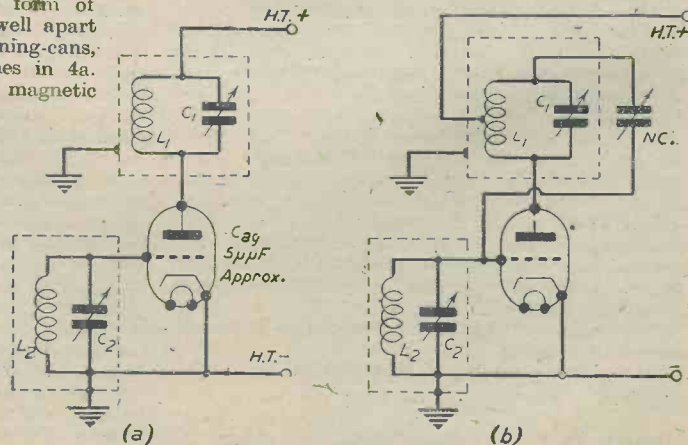 form of
well apart
ning-cans,
es in 4a.
magnetic
H.T.+
C1
L1
Cag
5μμF
Approx.
L2
C2
H.T.-
(a)
H.T.+
C1
L1
NC.
L2
C2
-
(b)